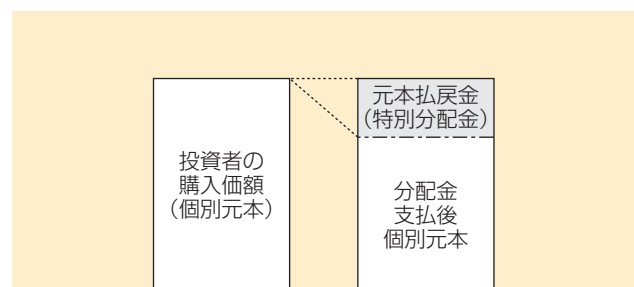 投資者の
購入価額
（個別元本）
元本払戻金
（特別分配金）
分配金
支払後
個別元本